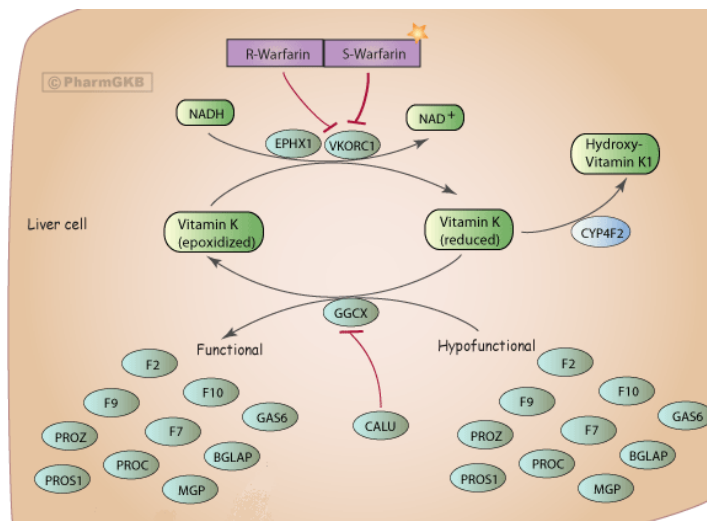 R-Warfarin
S-Warfarin
© PharmGKB
NADH
NAD+
EPHX1
VKORC1
Hydroxy-
Vitamin K1
Liver cell
Vitamin K
(epoxidized)
Vitamin K
(reduced)
CYP4F2
GGCX
Functional
Hypofunctional
F2
F10
F9
GAS6
F7
PROZ
BGLAP
PROC
PROS1
MGP
CALU
F2
F10
F9
GAS6
F7
PROZ
BGLAP
PROC
PROS1
MGP